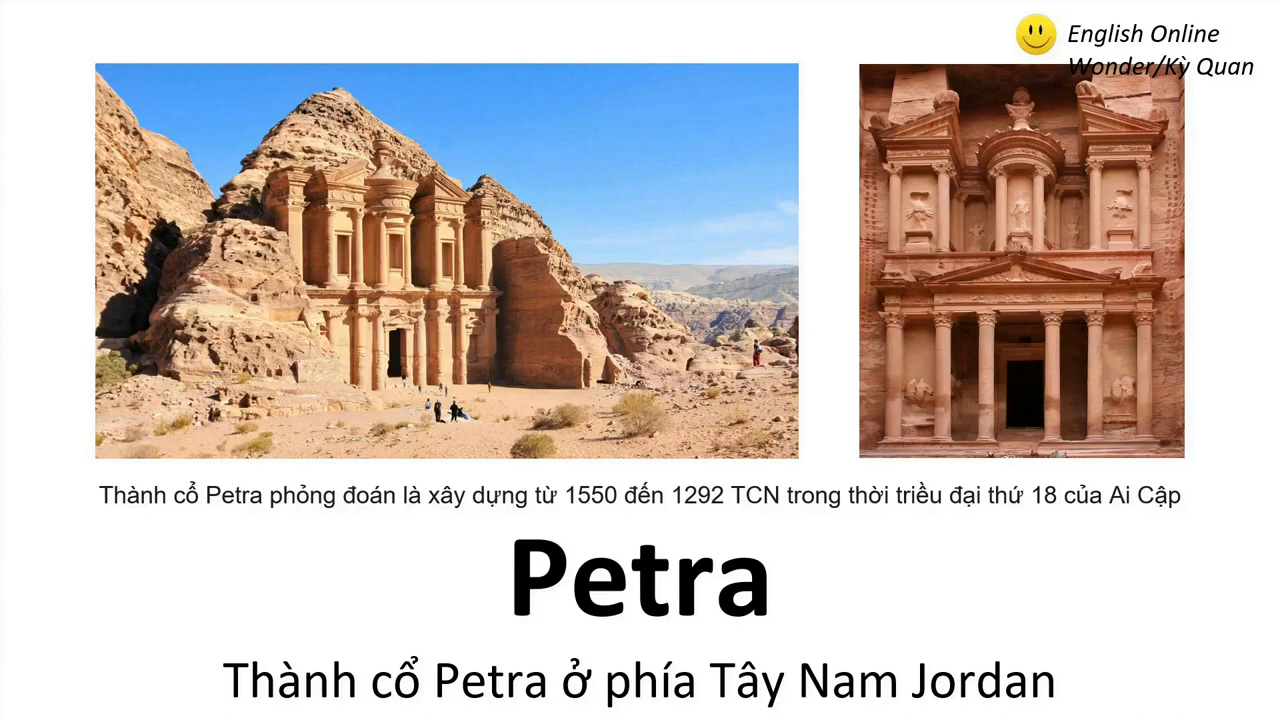 English Online
Wonder/Kỳ Quan
Thành cổ Petra phỏng đoán là xây dựng từ 1550 đến 1292 TCN trong thời triều đại thứ 18 của Ai Cập
Petra
Thành cổ Petra ở phía Tây Nam Jordan